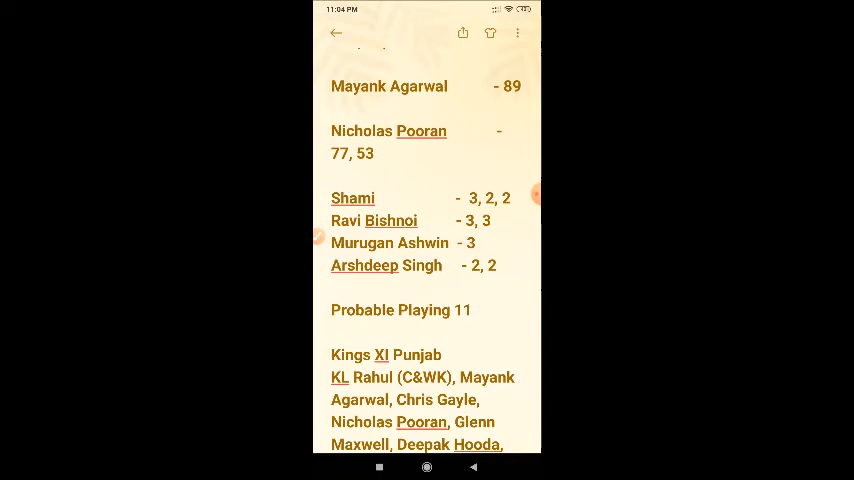 11:04 PM
Mayank Agarwal - 89
Nicholas Pooran -
77, 53
Shami - 3, 2, 2
Ravi Bishnoi - 3, 3
Murugan Ashwin - 3
Arshdeep Singh - 2, 2
Probable Playing 11
Kings XI Punjab
KL Rahul (C&WK), Mayank
Agarwal, Chris Gayle,
Nicholas Pooran, Glenn
Maxwell, Deepak Hooda,